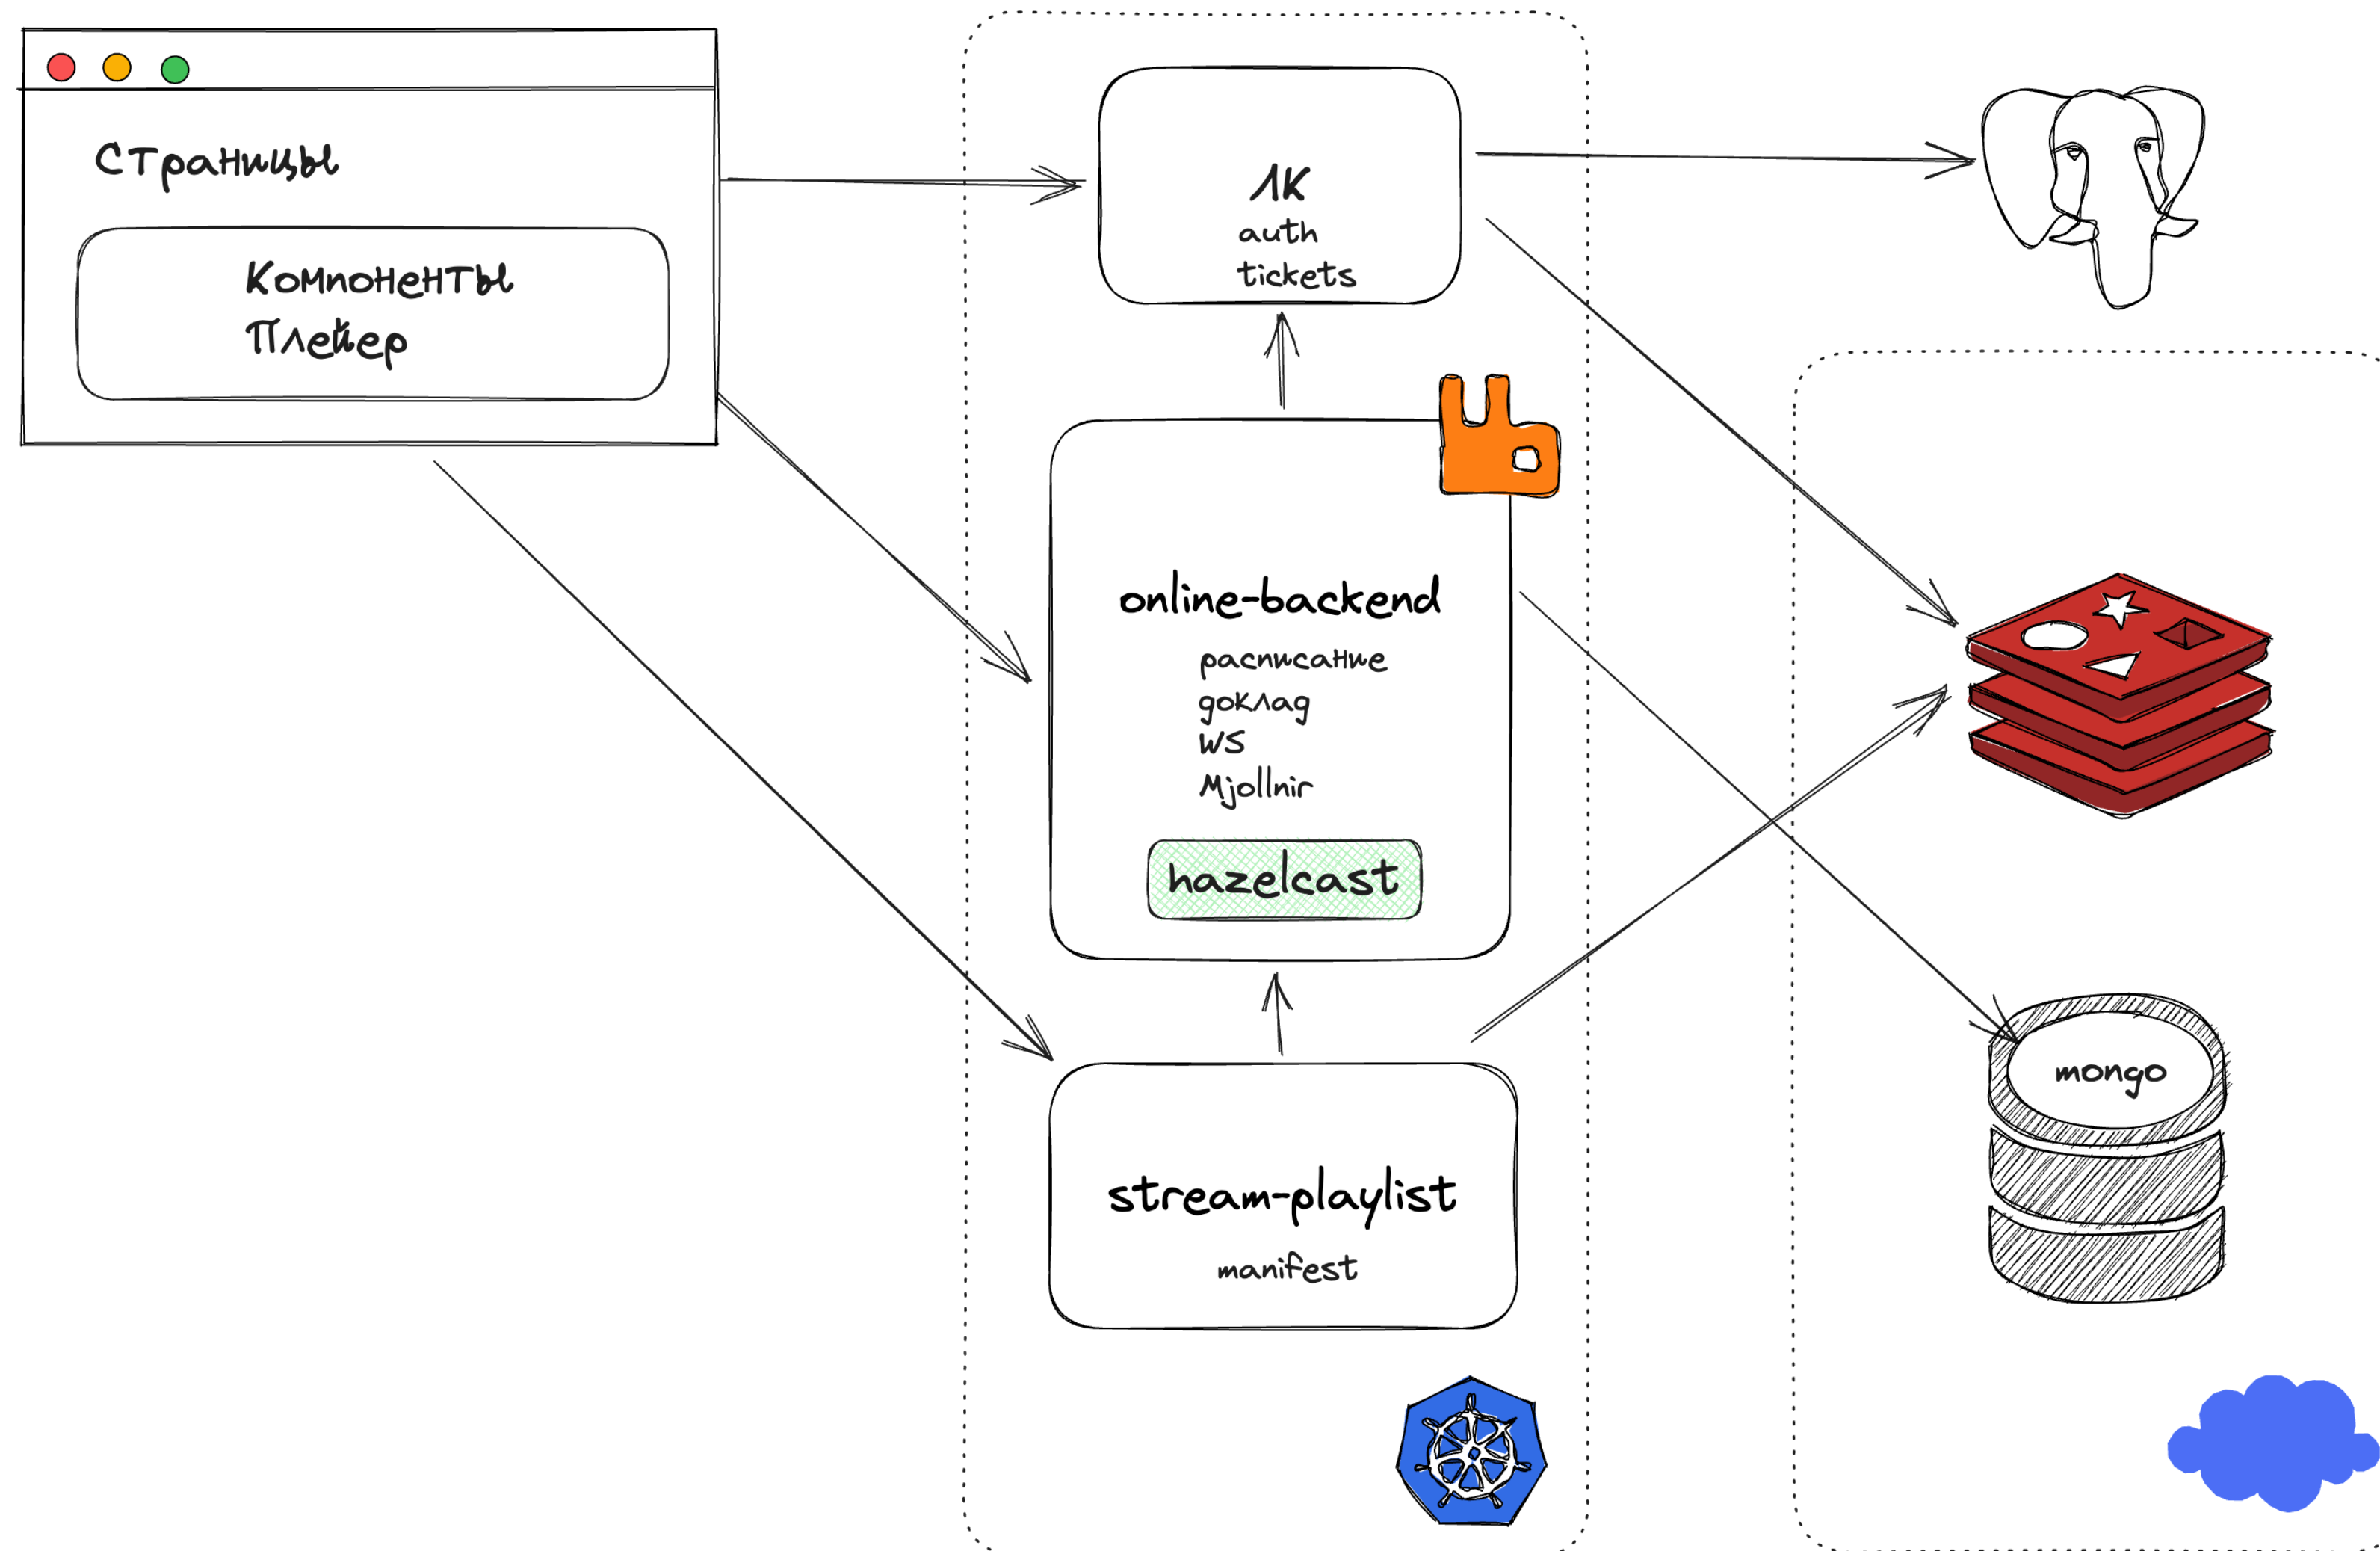 Страницы
Компоненты
Плейер
ЛК
auth
tickets
online-backend
расписание
доклад
WS
Mjollnir
hazelcast
stream-playlist
manifest
mongo